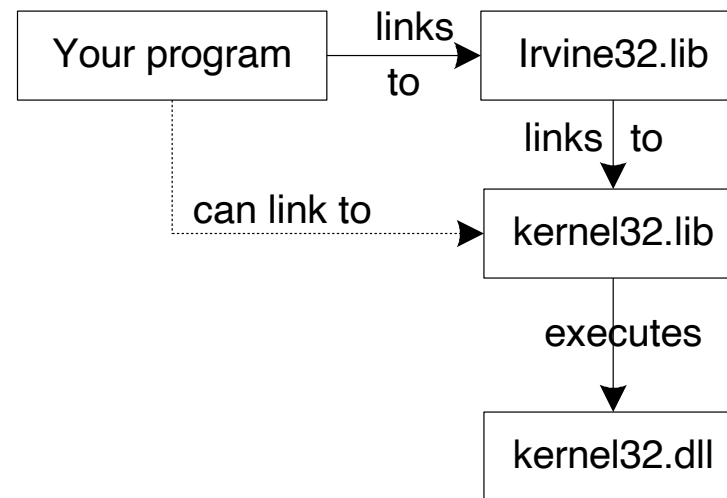 Your program
links
to
Irvine32.lib
links to
can link to
kernel32.lib
executes
kernel32.dll